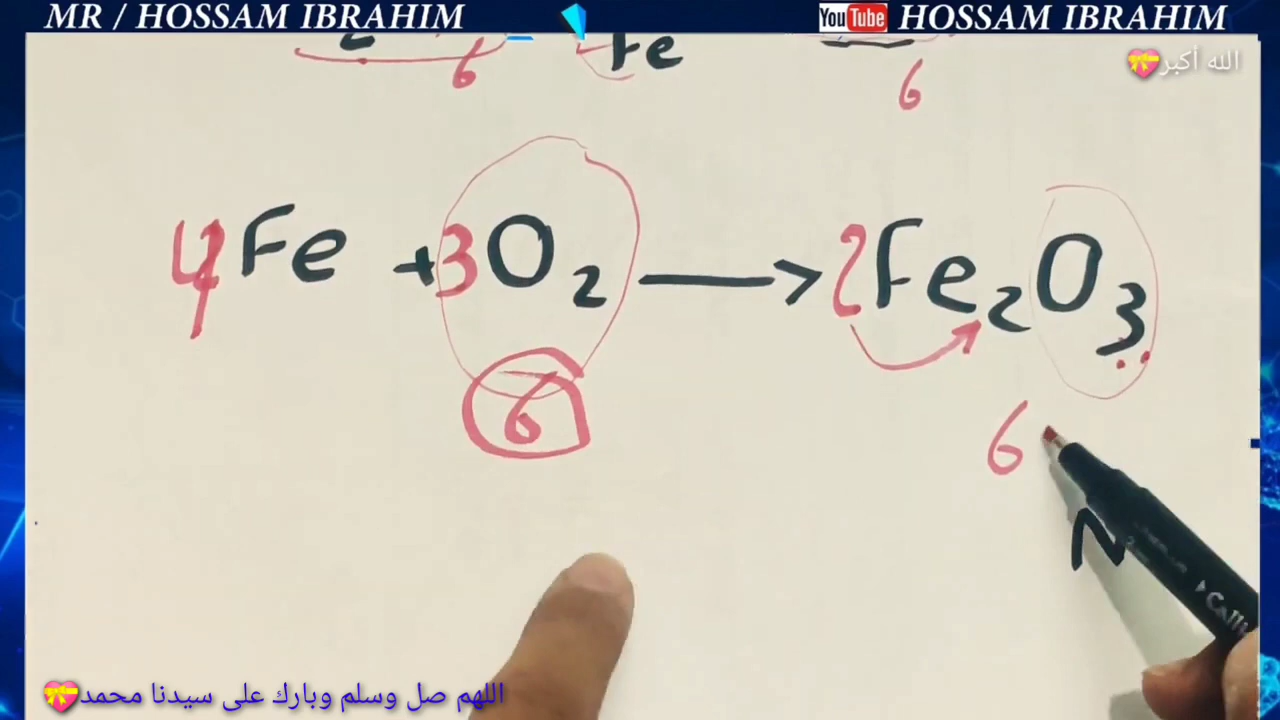 MR / HOSSAM IBRAHIM
YouTube HOSSAM IBRAHIM
الله أكبر
6 Fe 6
4Fe + 3O₂ → 2Fe₂O₃
6 6
N
اللهم صل وسلم وبارك على سيدنا محمد